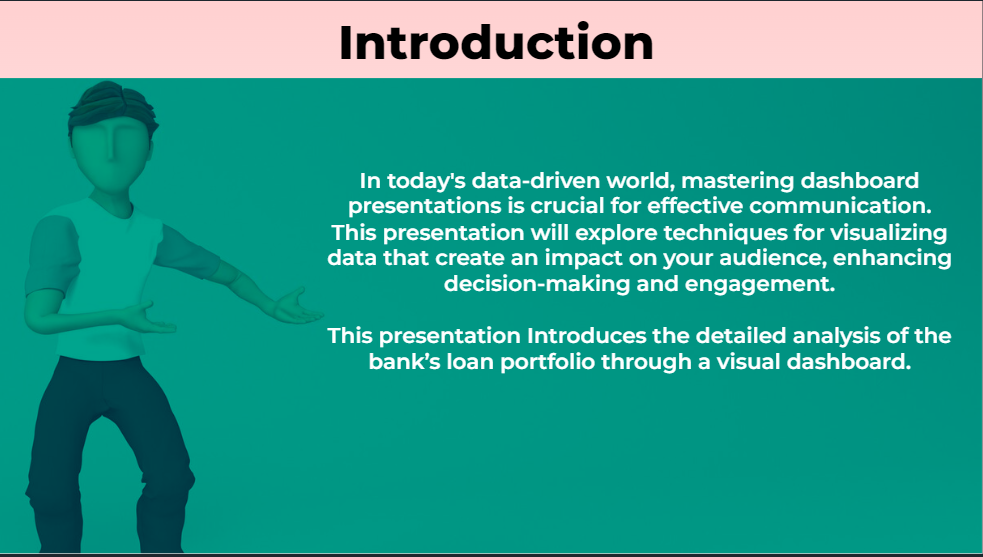 Introduction
In today's data-driven world, mastering dashboard
presentations is crucial for effective communication.
This presentation will explore techniques for visualizing
data that create an impact on your audience, enhancing
decision-making and engagement.
This presentation Introduces the detailed analysis of the
bank’s loan portfolio through a visual dashboard.